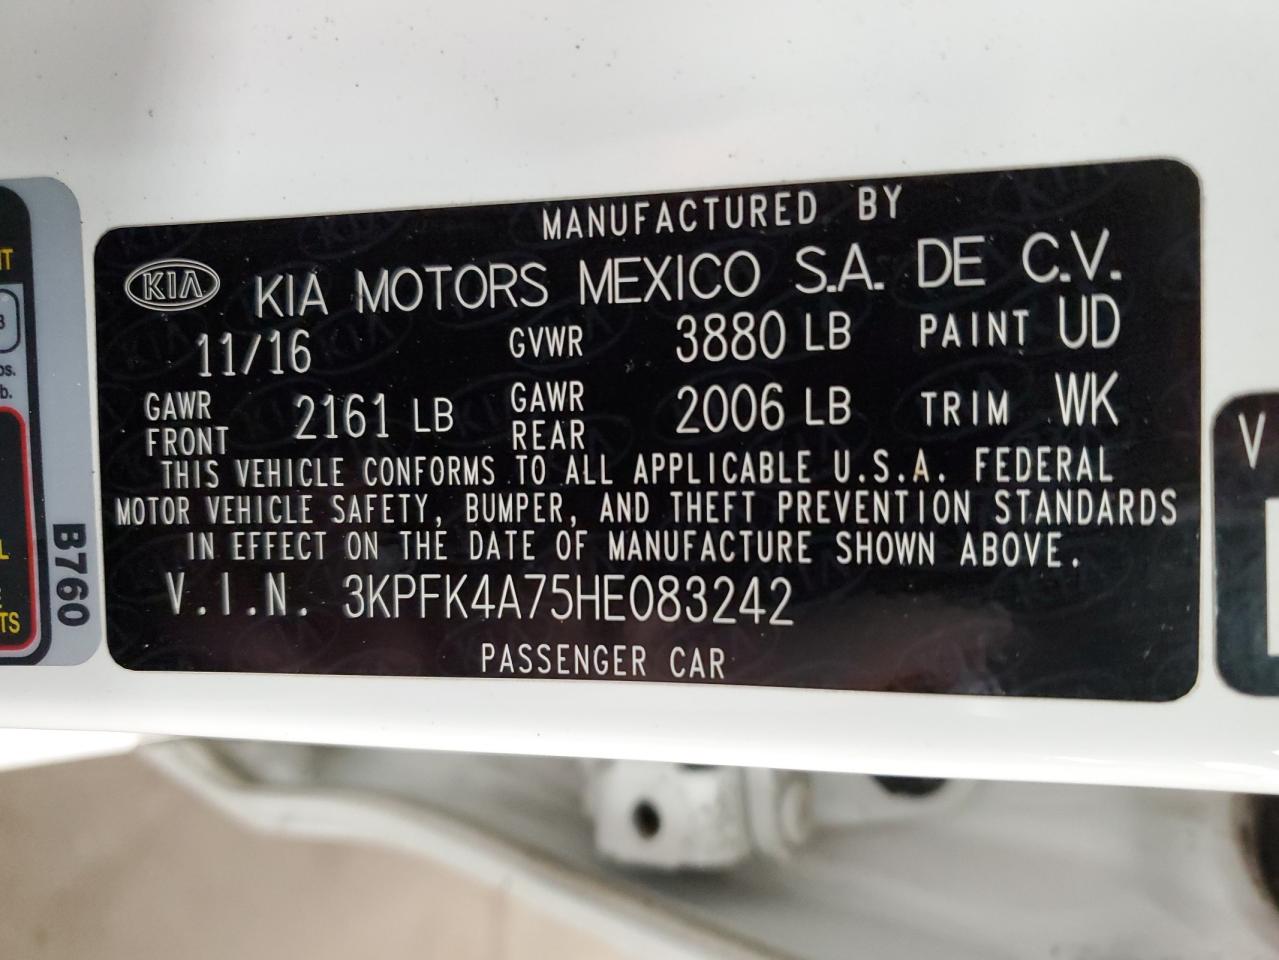 MANUFACTURED BY
KIA KIA MOTORS MEXICO S.A. DE C.V.
11/16 GVWR 3880 LB PAINT UD
GAWR FRONT 2161 LB GAWR REAR 2006 LB TRIM WK
THIS VEHICLE CONFORMS TO ALL APPLICABLE U.S.A. FEDERAL
MOTOR VEHICLE SAFETY, BUMPER, AND THEFT PREVENTION STANDARDS
IN EFFECT ON THE DATE OF MANUFACTURE SHOWN ABOVE.
V.I.N. 3KPFK4A75HE083242
PASSENGER CAR
B760
V